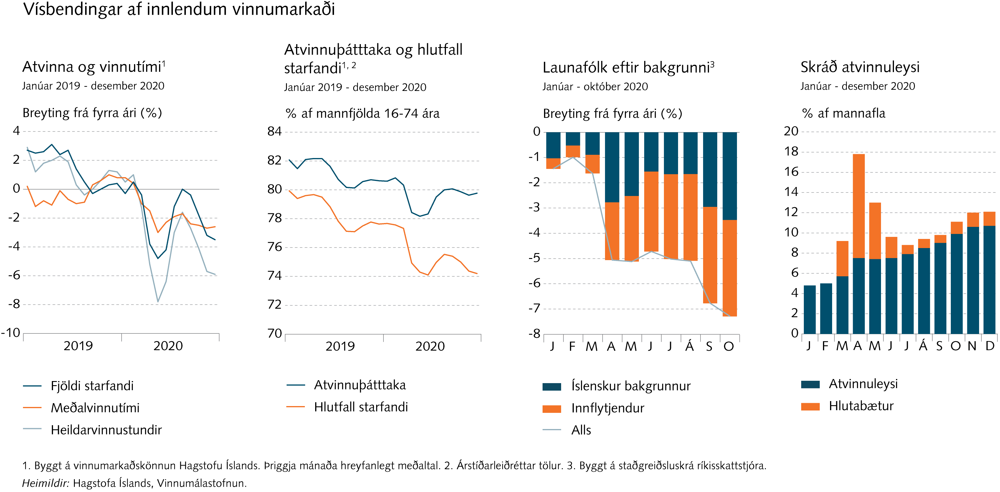 Vísbendingar af innlendum vinnumarkaði
Atvinna og vinnutími¹
Janúar 2019 - desember 2020
Breyting frá fyrra ári (%)
4
2
0
-2
-4
-6
-8
-10
2019
2020
Fjöldi starfandi
Meðalvinnutími
Heildarvinnustundir
Atvinnuþátttaka og hlutfall
starfandi¹, ²
Janúar 2019 - desember 2020
% af mannfjölda 16-74 ára
84
82
80
78
76
74
72
70
2019
2020
Atvinnuþátttaka
Hlutfall starfandi
Launafólk eftir bakgrunni³
Janúar - október 2020
Breyting frá fyrra ári (%)
0
-1
-2
-3
-4
-5
-6
-7
-8
J F M A M J J Á S O
Íslenskur bakgrunnur
Innflytjendur
Alls
Skráð atvinnuleysi
Janúar - desember 2020
% af mannafla
20
18
16
14
12
10
8
6
4
2
0
J F M A M J J Á S O N D
Atvinnuleysi
Hlutabætur
1. Byggt á vinnumarkaðskönnun Hagstofu Íslands. Þriggja mánaða hreyfanlegt meðaltal. 2. Árstíðarleiðréttar tölur. 3. Byggt á staðgreiðsluskrá ríkisskattstjóra.
Heimildir: Hagstofa Íslands, Vinnumálastofnun.